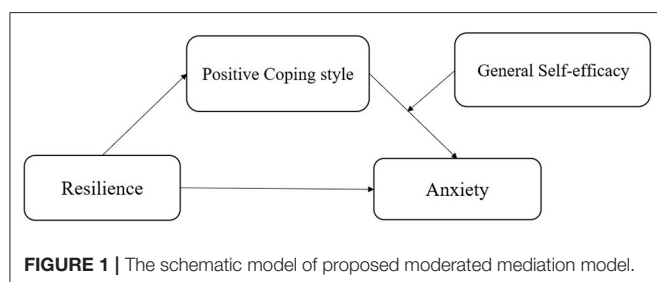 Positive Coping style
General Self-efficacy
Resilience
Anxiety
FIGURE 1 | The schematic model of proposed moderated mediation model.